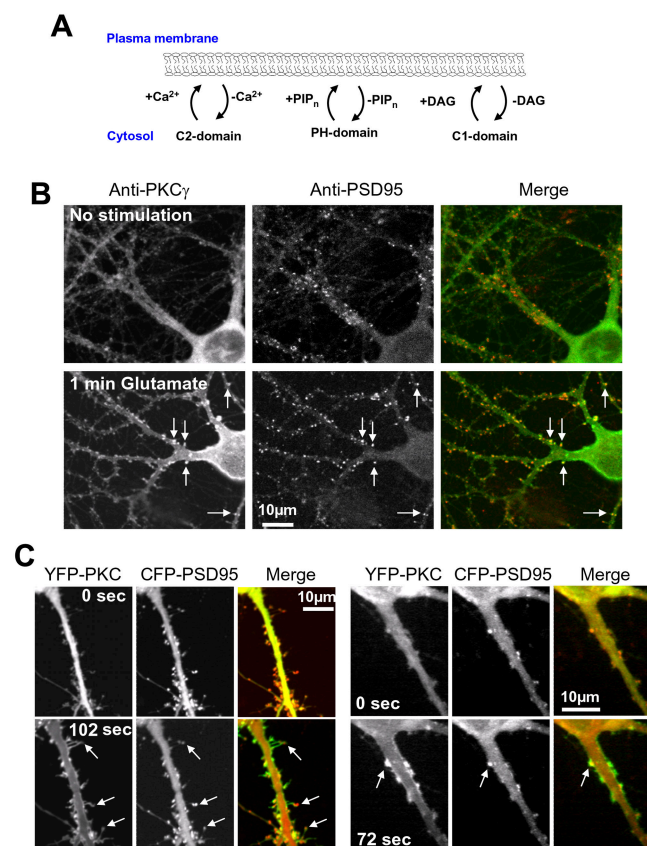 A
Plasma membrane
+Ca²⁺ -Ca²⁺ +PIPₙ -PIPₙ +DAG -DAG
Cytosol C2-domain PH-domain C1-domain
B
Anti-PKCγ Anti-PSD95 Merge
No stimulation
1 min Glutamate
10μm
C
YFP-PKC CFP-PSD95 Merge YFP-PKC CFP-PSD95 Merge
0 sec 10μm
0 sec 10μm
102 sec
72 sec